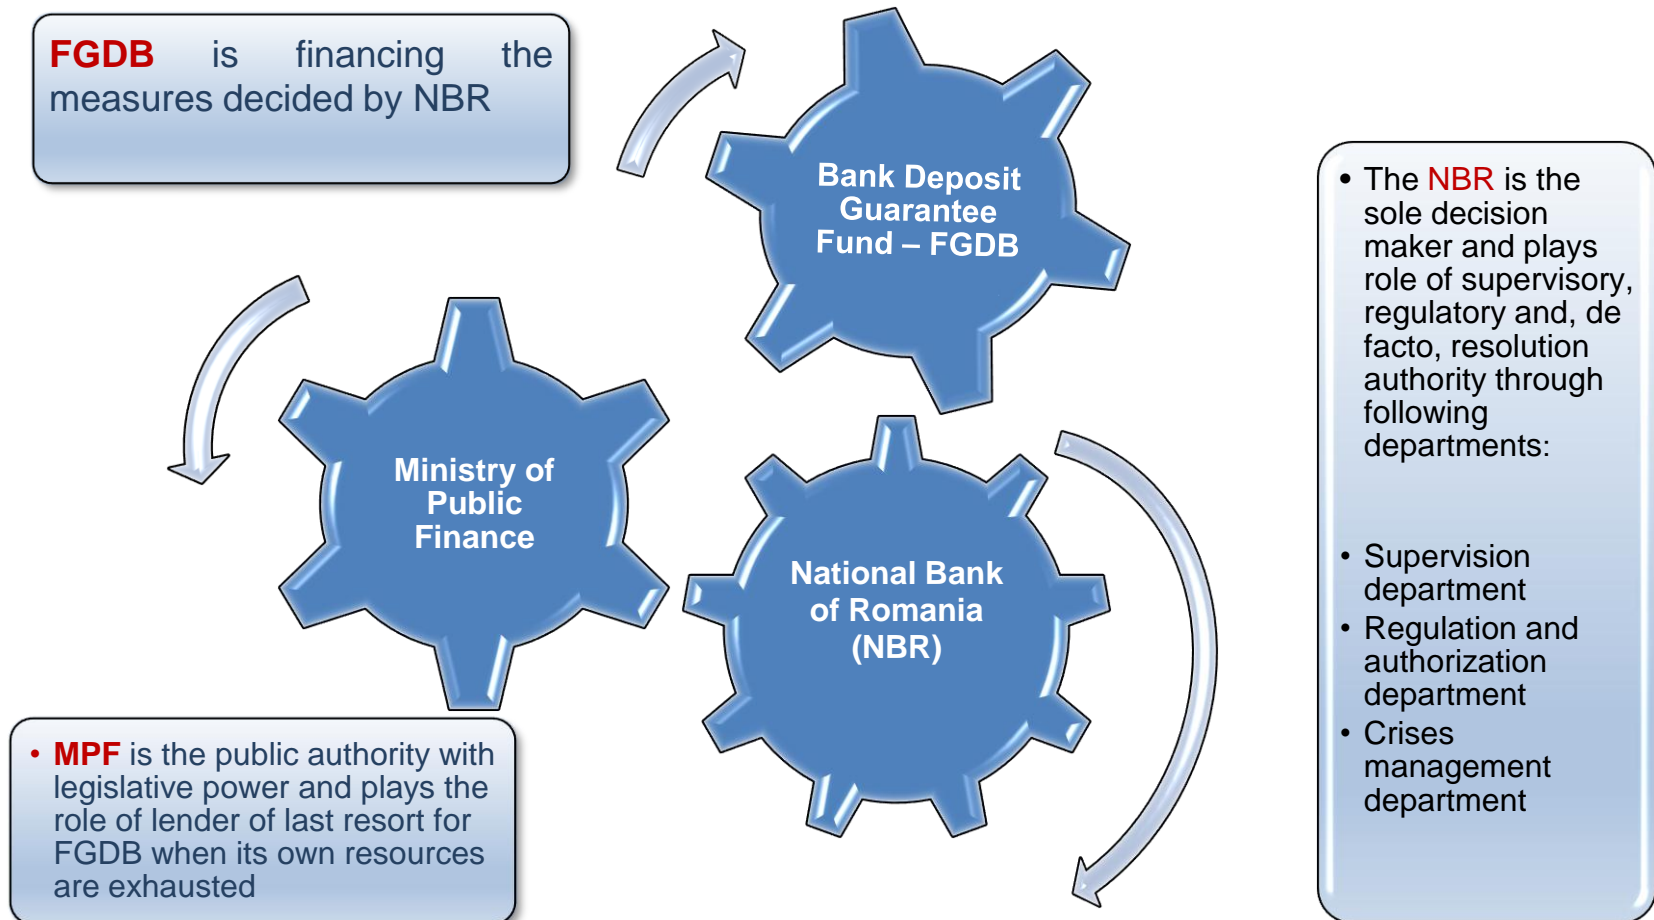 FGDB is financing the
measures decided by NBR
Bank Deposit
Guarantee
Fund – FGDB
Ministry of
Public
Finance
National Bank
of Romania
(NBR)
• MPF is the public authority with
legislative power and plays the
role of lender of last resort for
FGDB when its own resources
are exhausted
• The NBR is the
sole decision
maker and plays
role of supervisory,
regulatory and, de
facto, resolution
authority through
following
departments:
• Supervision
department
• Regulation and
authorization
department
• Crises
management
department